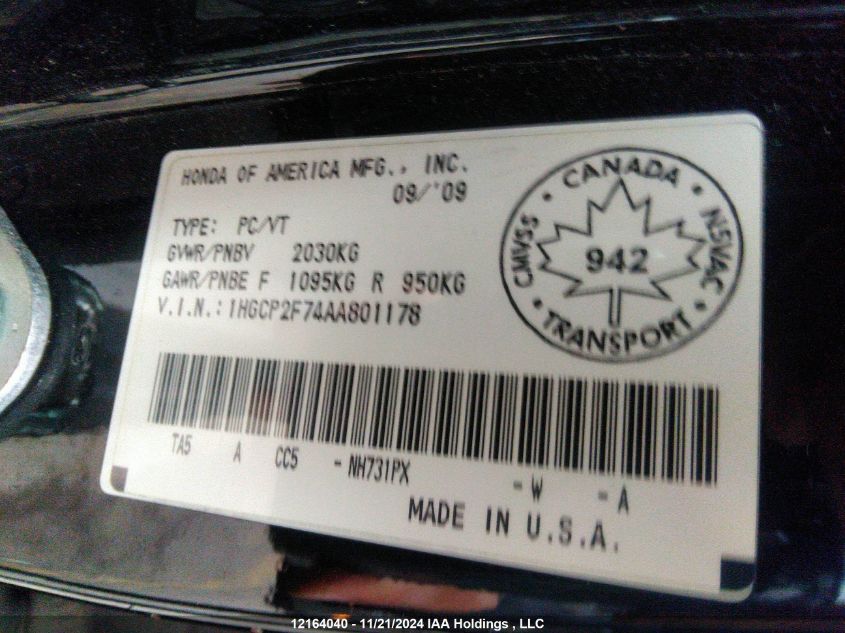 HONDA OF AMERICA MFG., INC.
09/'09
TYPE: PC/VT
GVWR/PNBV 2030KG
GAWR/PNBE F 1095KG R 950KG
V.I.N.: 1HGCP2F74AA801178
CANADA
CMVSS
942
NSVAC
TRANSPORT
TA5 A CC5 - NH731PX - W - A
MADE IN U.S.A.
12164040 - 11/21/2024 IAA Holdings , LLC